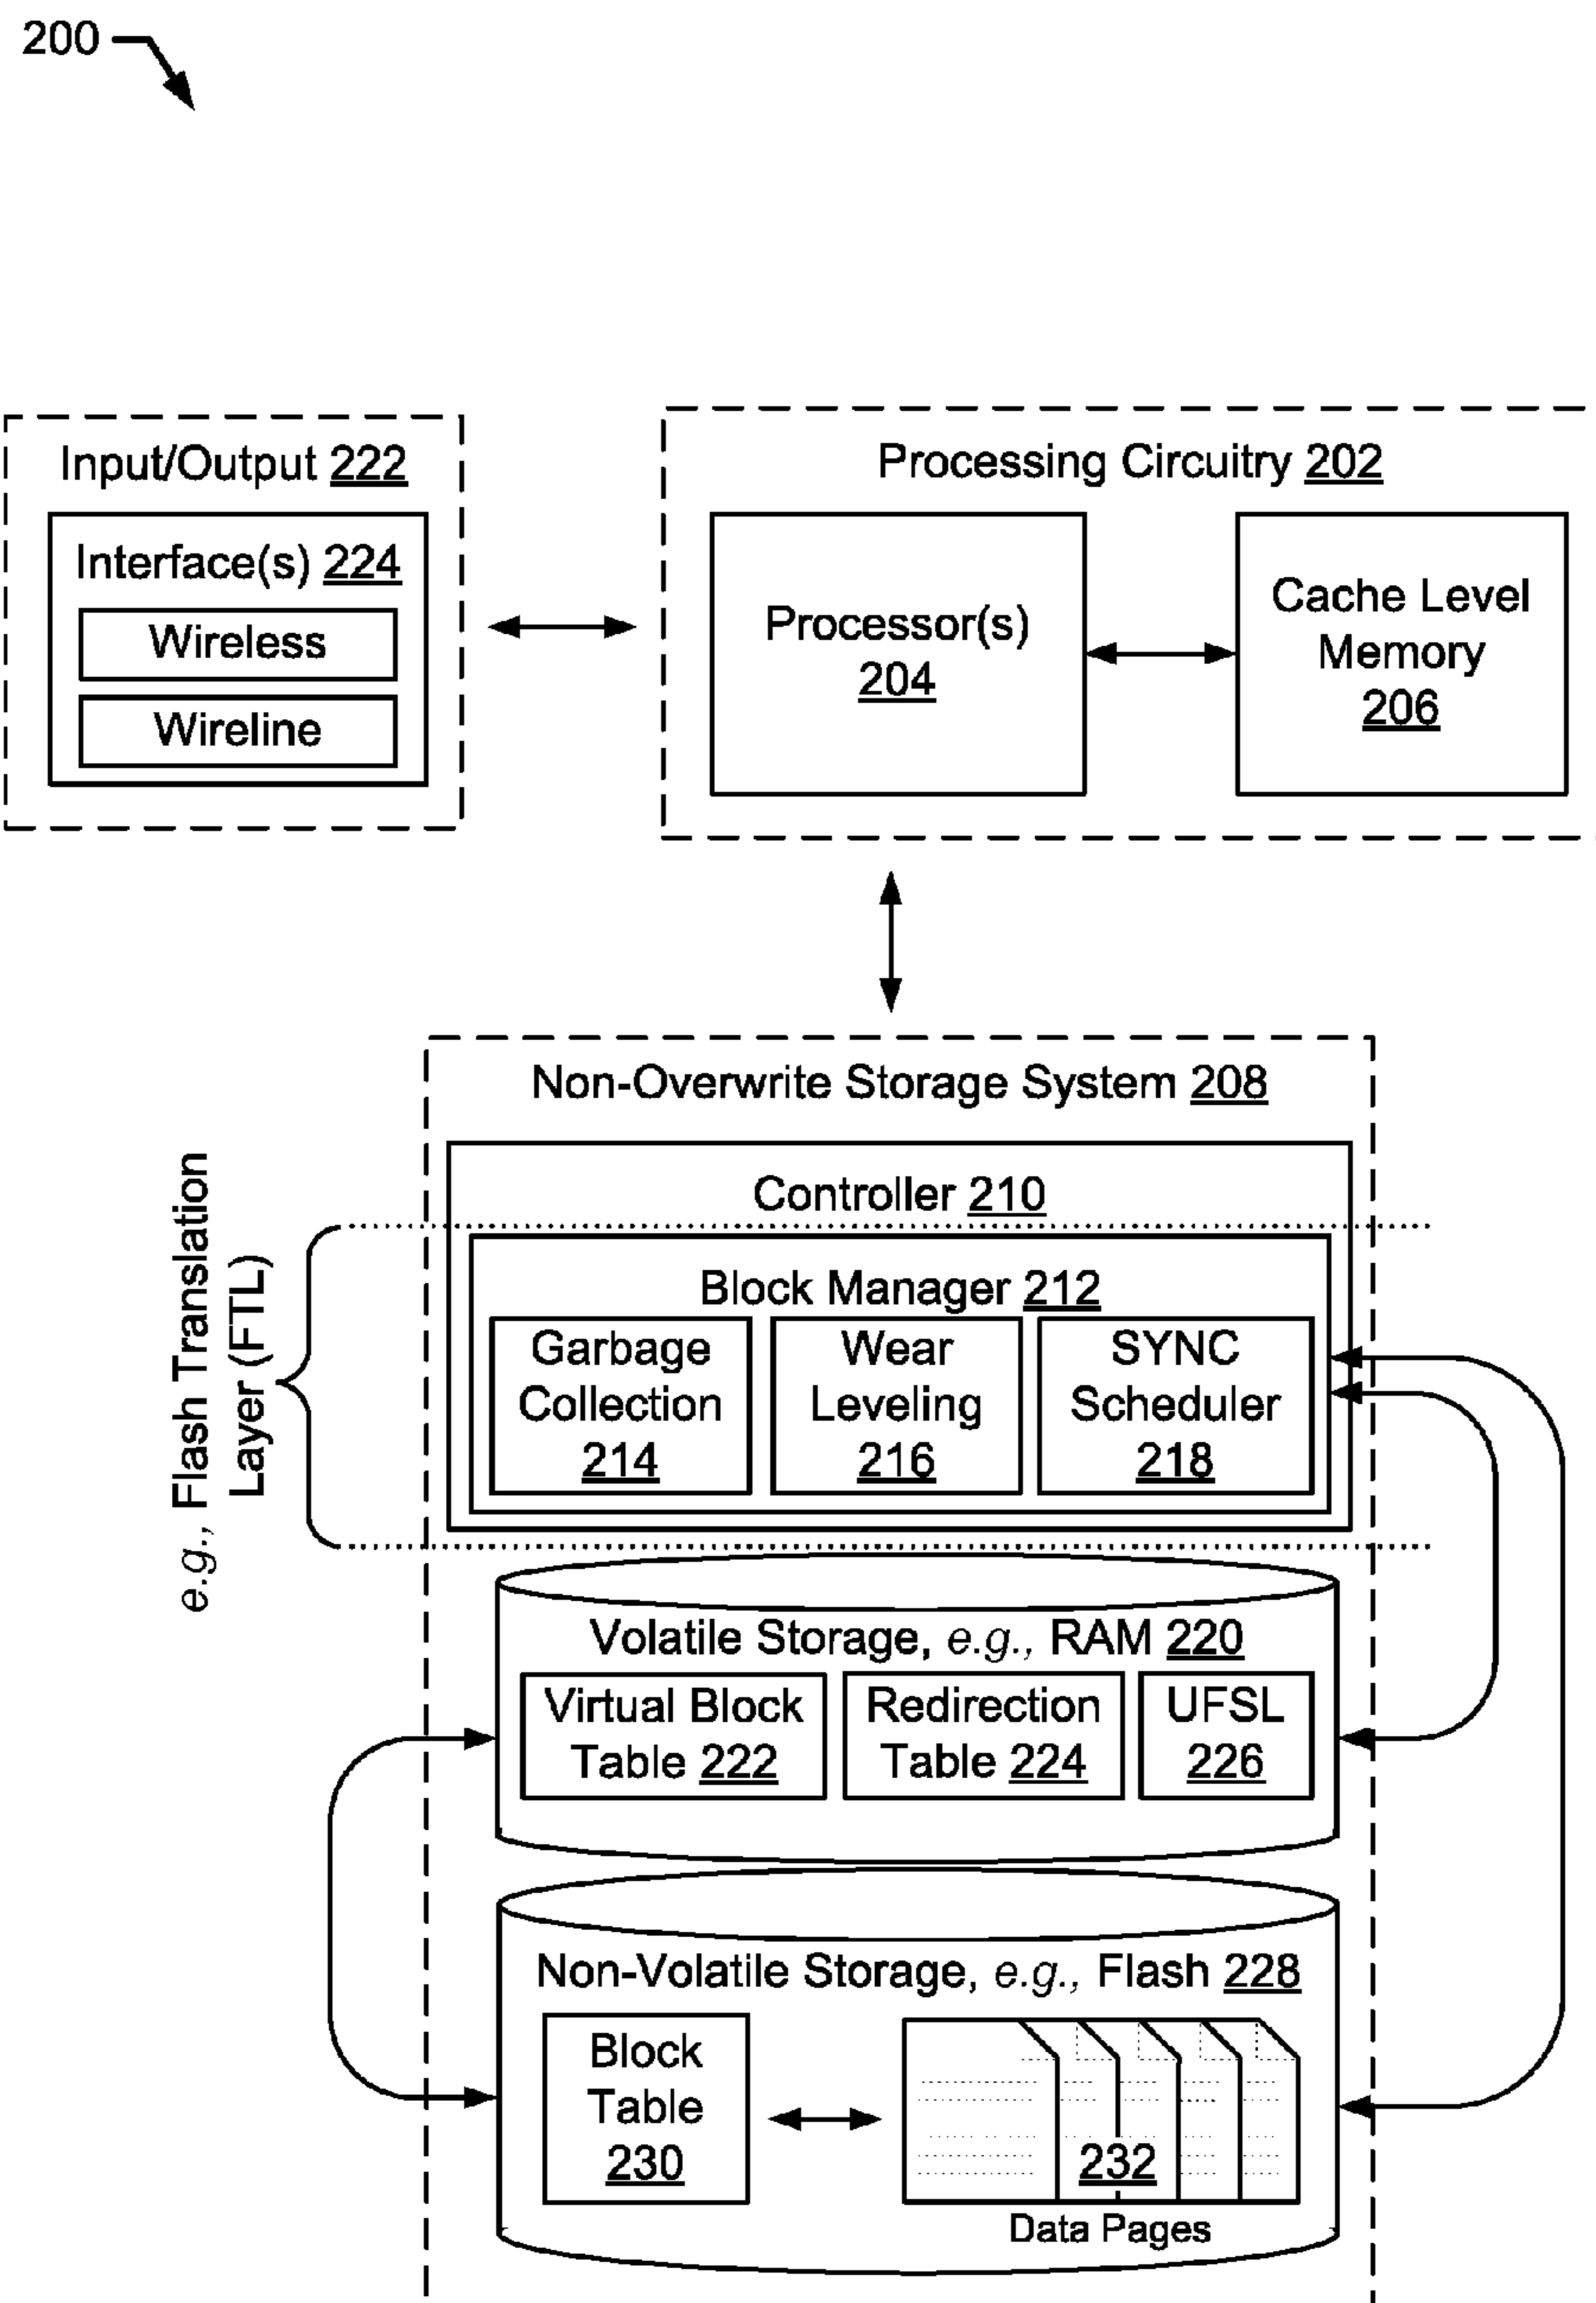 200
Input/Output 222
Interface(s) 224
Wireless
Wireline
Processing Circuitry 202
Processor(s)
204
Cache Level
Memory
206
Non-Overwrite Storage System 208
Controller 210
e.g., Flash Translation
Layer (FTL)
Block Manager 212
Garbage
Collection
214
Wear
Leveling
216
SYNC
Scheduler
218
Volatile Storage, e.g., RAM 220
Virtual Block
Table 222
Redirection
Table 224
UFSL
226
Non-Volatile Storage, e.g., Flash 228
Block
Table
230
232
Data Pages